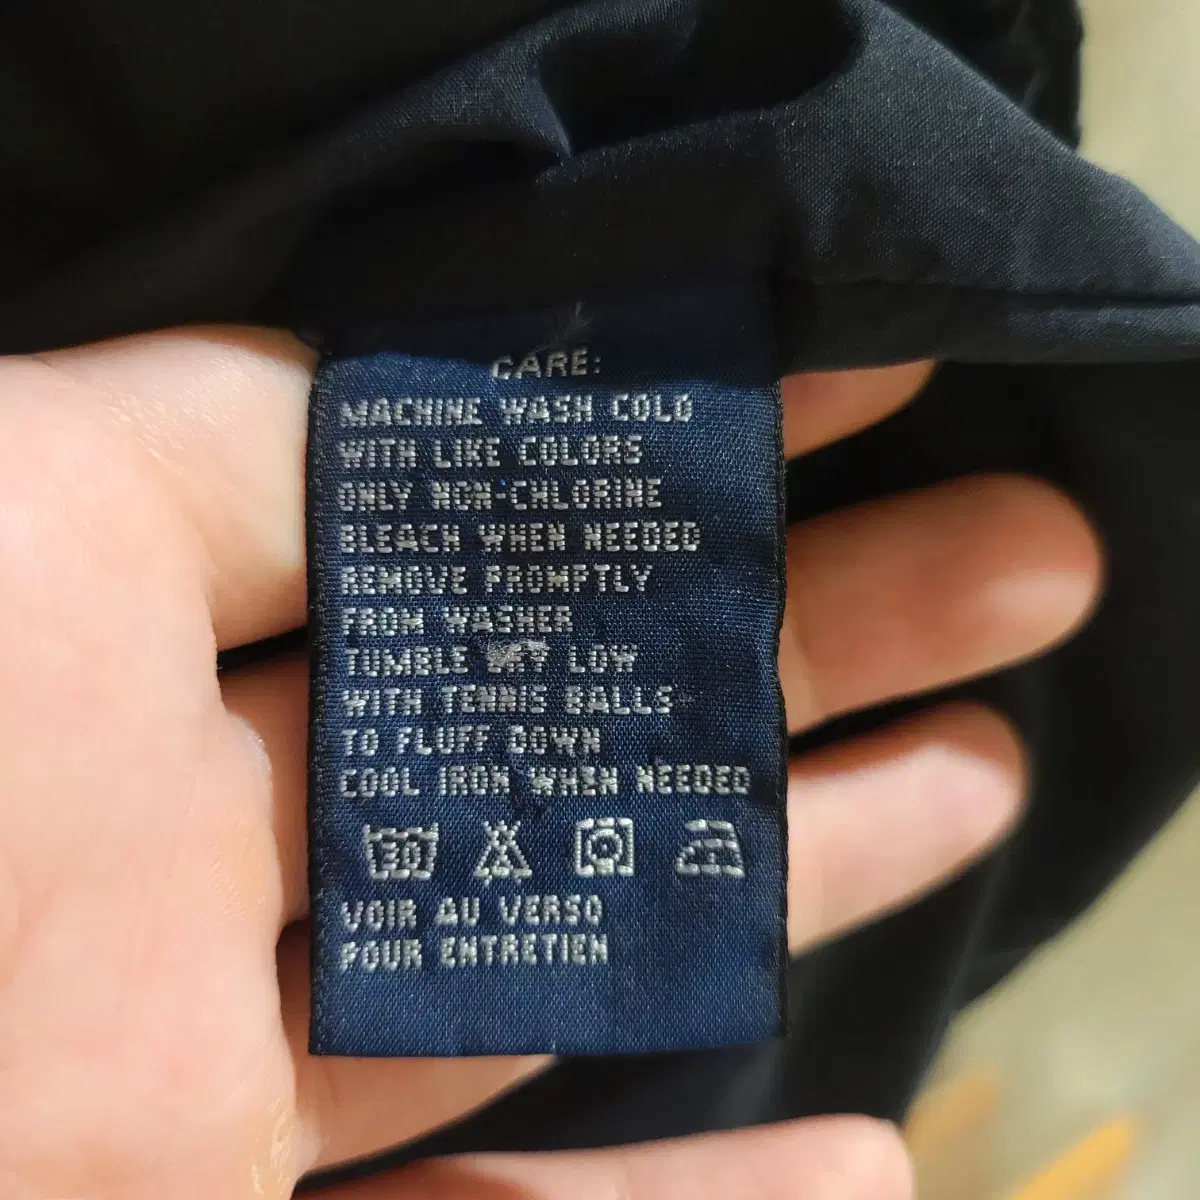 CARE:
MACHINE WASH COLD
WITH LIKE COLORS
ONLY NON-CHLORINE
BLEACH WHEN NEEDED
REMOVE PROMPTLY
FROM WASHER
TUMBLE DRY LOW
WITH TENNIS BALLS
TO FLUFF DOWN
COOL IRON WHEN NEEDED
30
VOIR AU VERSO
POUR ENTRETIEN